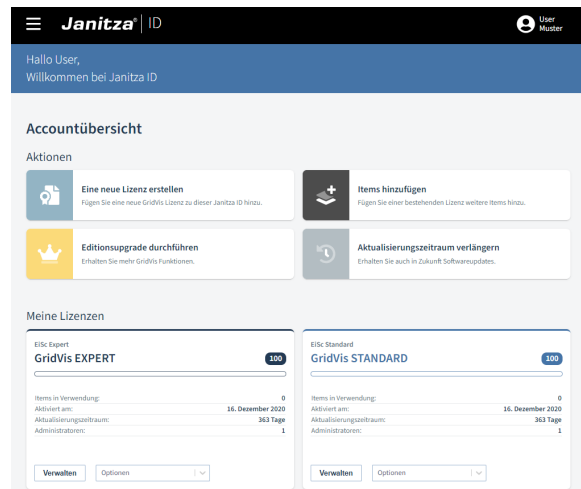 Janitza® ID
User
Muster
Hallo User,
Willkommen bei Janitza ID
Accountübersicht
Aktionen
Eine neue Lizenz erstellen
Fügen Sie eine neue GridVis Lizenz zu dieser Janitza ID hinzu.
Items hinzufügen
Fügen Sie einer bestehenden Lizenz weitere Items hinzu.
Editionsupgrade durchführen
Erhalten Sie mehr GridVis Funktionen.
Aktualisierungszeitraum verlängern
Erhalten Sie auch in Zukunft Softwareupdates.
Meine Lizenzen
EiSc Expert
GridVis EXPERT 100
Items in Verwendung: 0
Aktiviert am: 16. Dezember 2020
Aktualisierungszeitraum: 363 Tage
Administratoren: 1
Verwalten Optionen
EiSc Standard
GridVis STANDARD 100
Items in Verwendung: 0
Aktiviert am: 16. Dezember 2020
Aktualisierungszeitraum: 363 Tage
Administratoren: 1
Verwalten Optionen